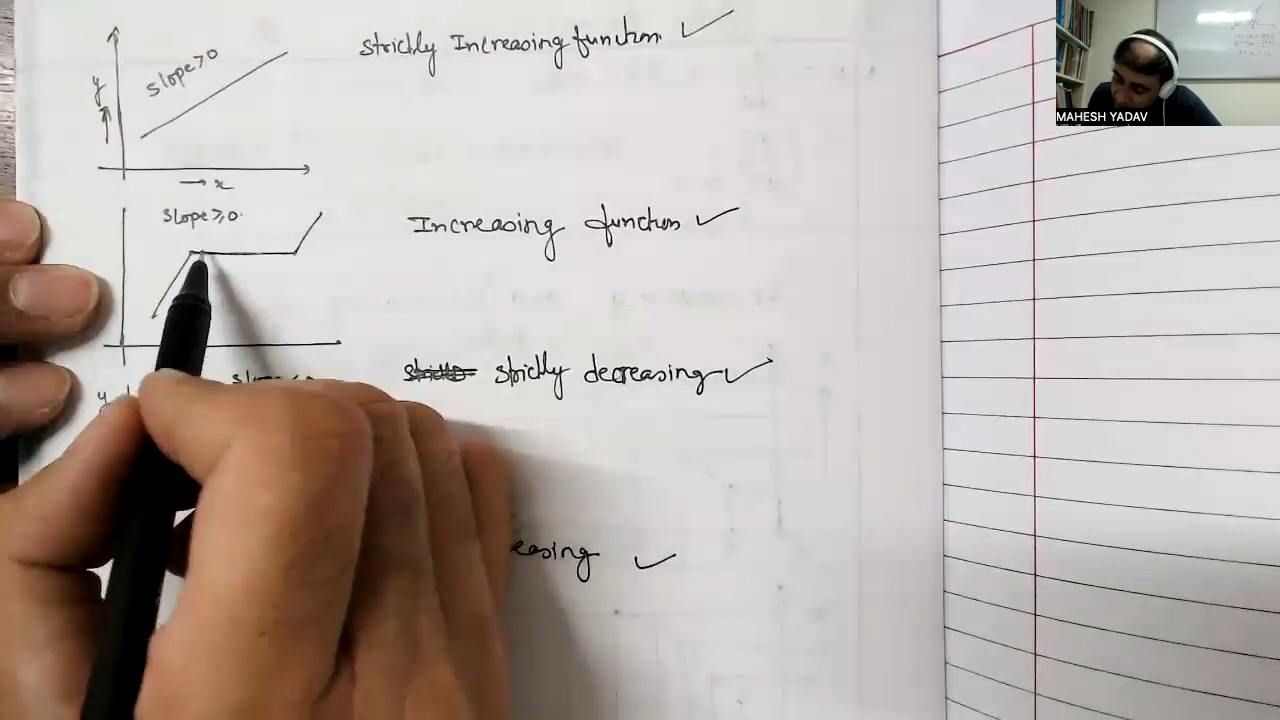 slope>0
strictly Increasing function ✓
y
→ x
slope≥0.
Increasing function ✓
strictly decreasing ✓
y
easing ✓
MAHESH YADAV